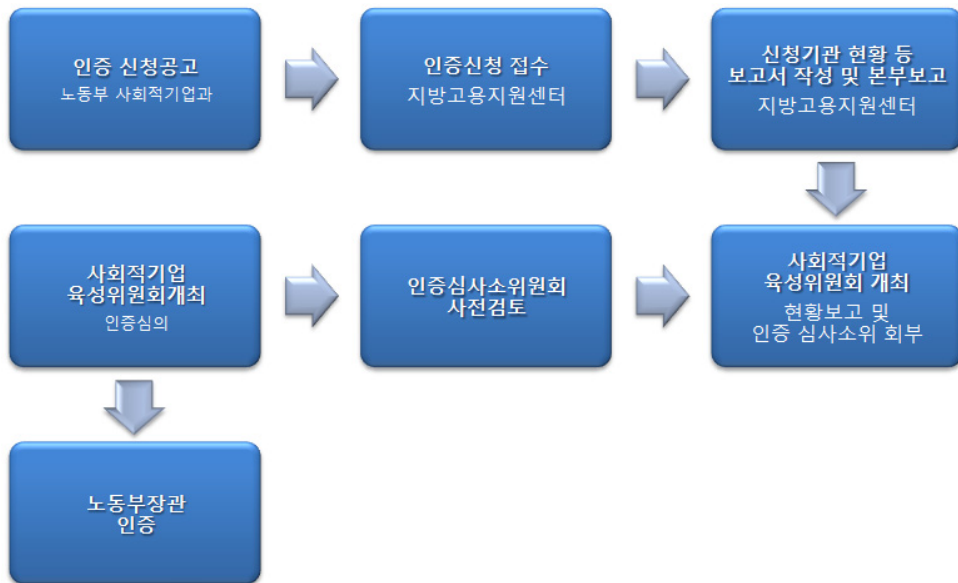 인증 신청공고
노동부 사회적기업과
인증신청 접수
지방고용지원센터
신청기관 현황 등
보고서 작성 및 본부보고
지방고용지원센터
사회적기업
육성위원회개최
인증심의
인증심사소위원회
사전검토
사회적기업
육성위원회 개최
현황보고 및
인증 심사소위 회부
노동부장관
인증